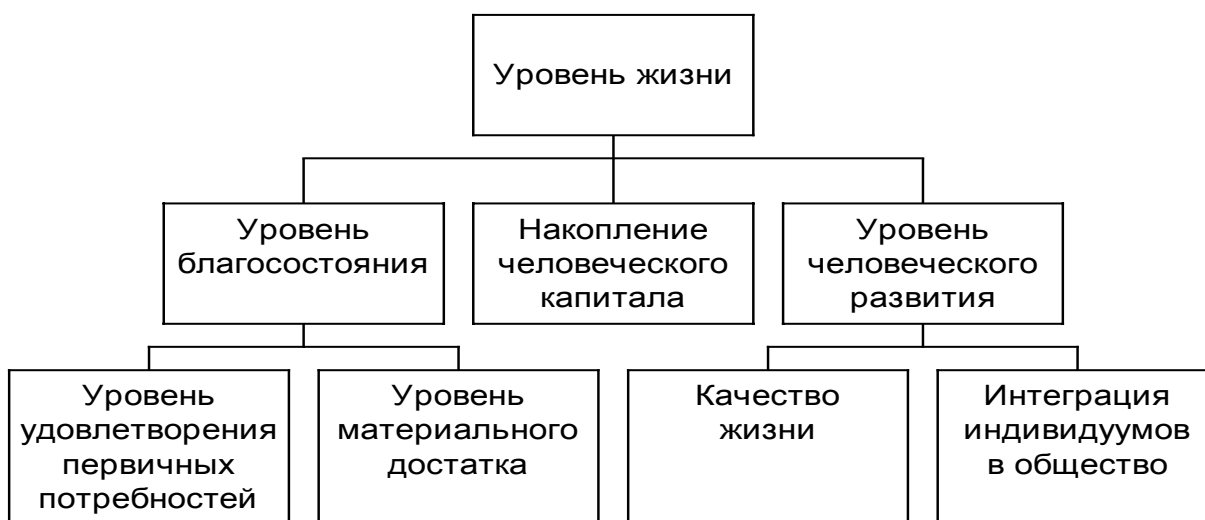 Уровень жизни
Уровень
благосостояния
Накопление
человеческого
капитала
Уровень
человеческого
развития
Уровень
удовлетворения
первичных
потребностей
Уровень
материального
достатка
Качество
жизни
Интеграция
индивидуумов
в общество